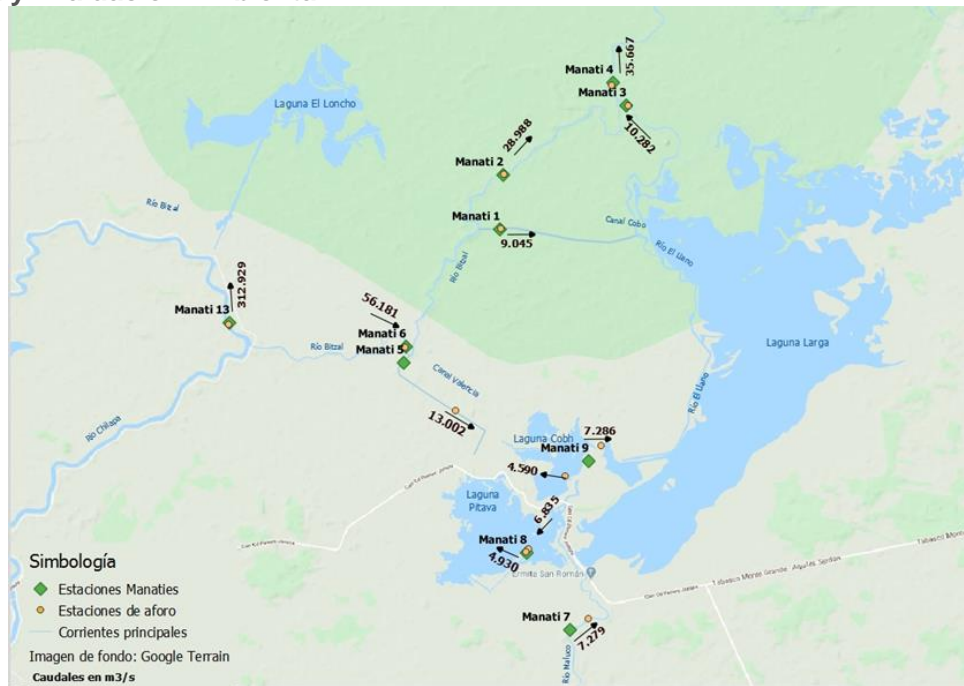 Manati 4
35.667
Manati 3
10.282
Laguna El Loncho
28.988
Manati 2
Río Bitzal
Manati 1
9.045
Canal Cobo
Río El Llano
Río Bitzal
312.929
Manati 13
56.181
Manati 6
Manati 5
Río Bitzal
Laguna Larga
Canal Valencia
Río El Llano
Río Chilapa
13.002
7.286
Laguna Cobh
Manati 9
4.590
Laguna
Pitava
6.835
Manati 8
4.930
Ermita San Román
Manati 7
7.279
Río Maluco
Simbología
Estaciones Manaties
Estaciones de aforo
Corrientes principales
Imagen de fondo: Google Terrain
Caudales en m3/s